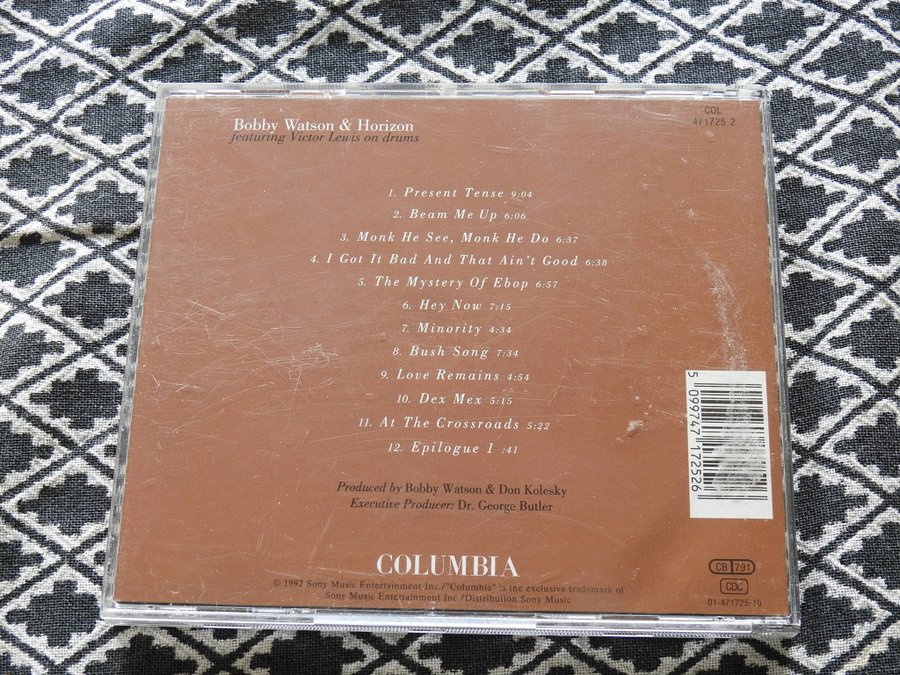 Bobby Watson & Horizon
featuring Victor Lewis on drums
COL
471725 2
1. Present Tense 9:04
2. Beam Me Up 6:06
3. Monk He See, Monk He Do 6:37
4. I Got It Bad And That Ain't Good 6:38
5. The Mystery Of Ebop 6:57
6. Hey Now 7:15
7. Minority 4:34
8. Bush Song 7:34
9. Love Remains 4:54
10. Dex Mex 5:15
11. At The Crossroads 5:22
12. Epilogue 1 :41
5 099747 172526
Produced by Bobby Watson & Don Kolesky
Executive Producer: Dr. George Butler
COLUMBIA
© 1992 Sony Music Entertainment Inc /"Columbia" is the exclusive trademark of
Sony Music Entertainment Inc /Distribution Sony Music
CB 791
CDC
01-471725-10